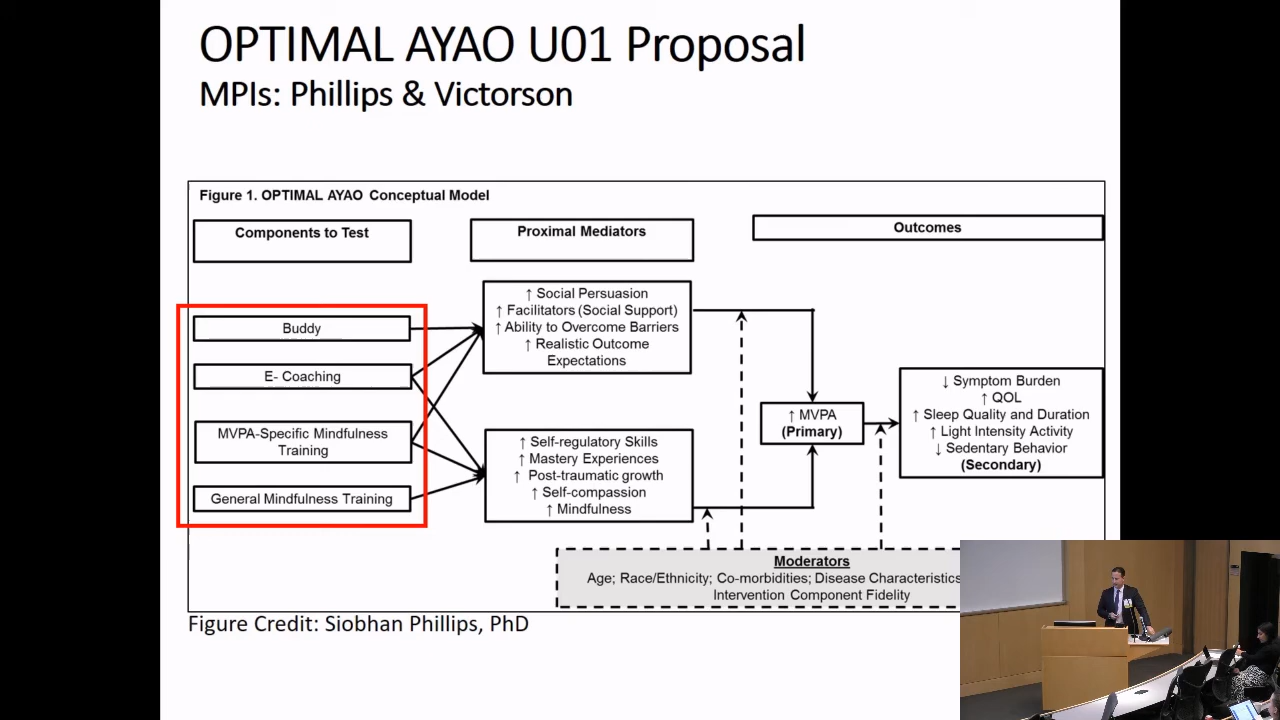 OPTIMAL AYAO U01 Proposal
MPIs: Phillips & Victorson
Figure 1. OPTIMAL AYAO Conceptual Model
Components to Test
Proximal Mediators
Outcomes
Buddy
E- Coaching
MVPA-Specific Mindfulness
Training
General Mindfulness Training
↑ Social Persuasion
↑ Facilitators (Social Support)
↑ Ability to Overcome Barriers
↑ Realistic Outcome
Expectations
↑ Self-regulatory Skills
↑ Mastery Experiences
↑ Post-traumatic growth
↑ Self-compassion
↑ Mindfulness
↑ MVPA
(Primary)
↓ Symptom Burden
↑ QOL
↑ Sleep Quality and Duration
↑ Light Intensity Activity
↓ Sedentary Behavior
(Secondary)
Moderators
Age; Race/Ethnicity; Co-morbidities; Disease Characteristics
Intervention Component Fidelity
Figure Credit: Siobhan Phillips, PhD